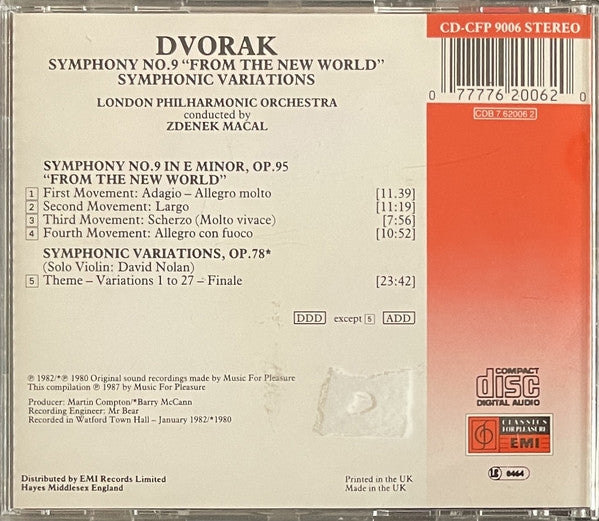 DVORAK
SYMPHONY NO.9 “FROM THE NEW WORLD”
SYMPHONIC VARIATIONS
LONDON PHILHARMONIC ORCHESTRA
conducted by
ZDENEK MACAL
SYMPHONY NO.9 IN E MINOR, OP.95
“FROM THE NEW WORLD”
1 First Movement: Adagio – Allegro molto [11.39]
2 Second Movement: Largo [11:19]
3 Third Movement: Scherzo (Molto vivace) [7:56]
4 Fourth Movement: Allegro con fuoco [10:52]
SYMPHONIC VARIATIONS, OP.78*
(Solo Violin: David Nolan)
5 Theme – Variations 1 to 27 – Finale [23:42]
DDD except 5 ADD
℗ 1982/*℗ 1980 Original sound recordings made by Music For Pleasure
This compilation ℗ 1987 by Music For Pleasure
Producer: Martin Compton/*Barry McCann
Recording Engineer: Mr Bear
Recorded in Watford Town Hall – January 1982/*1980
Distributed by EMI Records Limited
Hayes Middlesex England
Printed in the UK
Made in the UK
CD-CFP 9006 STEREO
0 77776 20062 0
CDB 7 62006 2
COMPACT
disc
DIGITAL AUDIO
CLASSICS
FOR PLEASURE
EMI
LC 0464